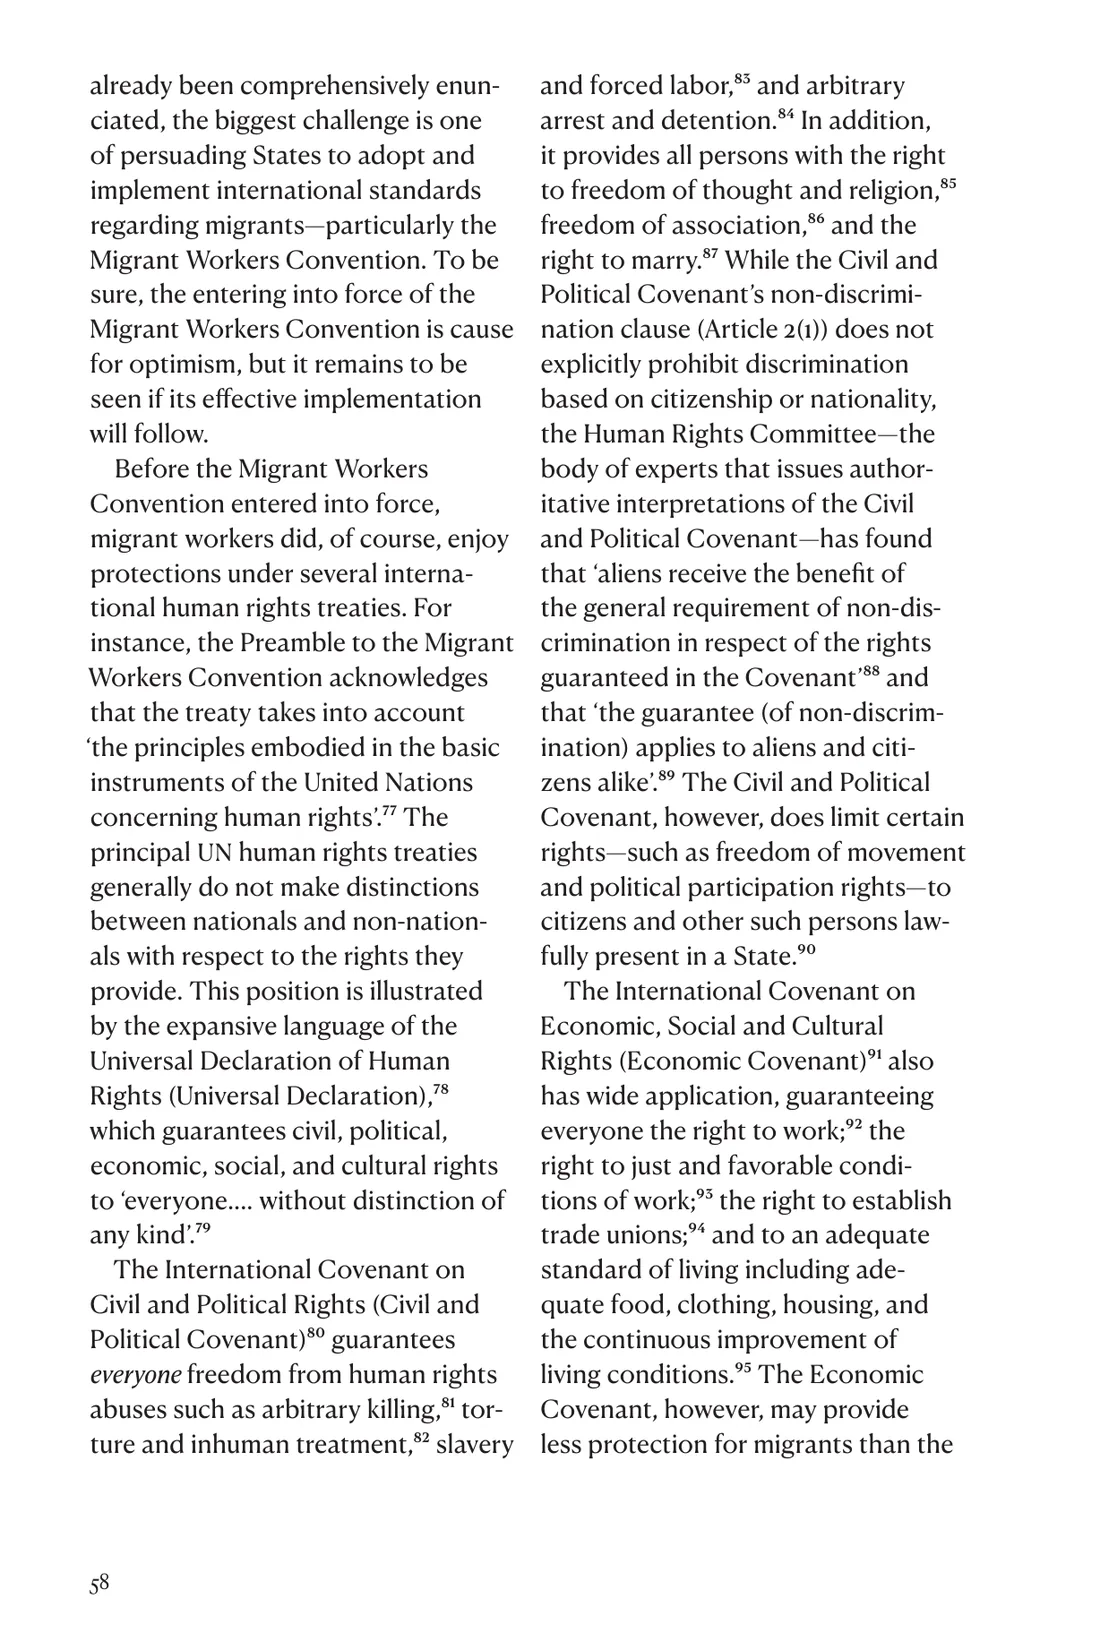 already been comprehensively enun-
ciated, the biggest challenge is one
of persuading States to adopt and
implement international standards
regarding migrants—particularly the
Migrant Workers Convention. To be
sure, the entering into force of the
Migrant Workers Convention is cause
for optimism, but it remains to be
seen if its effective implementation
will follow.
Before the Migrant Workers
Convention entered into force,
migrant workers did, of course, enjoy
protections under several interna-
tional human rights treaties. For
instance, the Preamble to the Migrant
Workers Convention acknowledges
that the treaty takes into account
‘the principles embodied in the basic
instruments of the United Nations
concerning human rights’.⁷⁷ The
principal UN human rights treaties
generally do not make distinctions
between nationals and non-nation-
als with respect to the rights they
provide. This position is illustrated
by the expansive language of the
Universal Declaration of Human
Rights (Universal Declaration),⁷⁸
which guarantees civil, political,
economic, social, and cultural rights
to ‘everyone.... without distinction of
any kind’.⁷⁹
The International Covenant on
Civil and Political Rights (Civil and
Political Covenant)⁸⁰ guarantees
everyone freedom from human rights
abuses such as arbitrary killing,⁸¹ tor-
ture and inhuman treatment,⁸² slavery
and forced labor,⁸³ and arbitrary
arrest and detention.⁸⁴ In addition,
it provides all persons with the right
to freedom of thought and religion,⁸⁵
freedom of association,⁸⁶ and the
right to marry.⁸⁷ While the Civil and
Political Covenant’s non-discrimi-
nation clause (Article 2(1)) does not
explicitly prohibit discrimination
based on citizenship or nationality,
the Human Rights Committee—the
body of experts that issues author-
itative interpretations of the Civil
and Political Covenant—has found
that ‘aliens receive the benefit of
the general requirement of non-dis-
crimination in respect of the rights
guaranteed in the Covenant’⁸⁸ and
that ‘the guarantee (of non-discrim-
ination) applies to aliens and citi-
zens alike’.⁸⁹ The Civil and Political
Covenant, however, does limit certain
rights—such as freedom of movement
and political participation rights—to
citizens and other such persons law-
fully present in a State.⁹⁰
The International Covenant on
Economic, Social and Cultural
Rights (Economic Covenant)⁹¹ also
has wide application, guaranteeing
everyone the right to work;⁹² the
right to just and favorable condi-
tions of work;⁹³ the right to establish
trade unions;⁹⁴ and to an adequate
standard of living including ade-
quate food, clothing, housing, and
the continuous improvement of
living conditions.⁹⁵ The Economic
Covenant, however, may provide
less protection for migrants than the
58